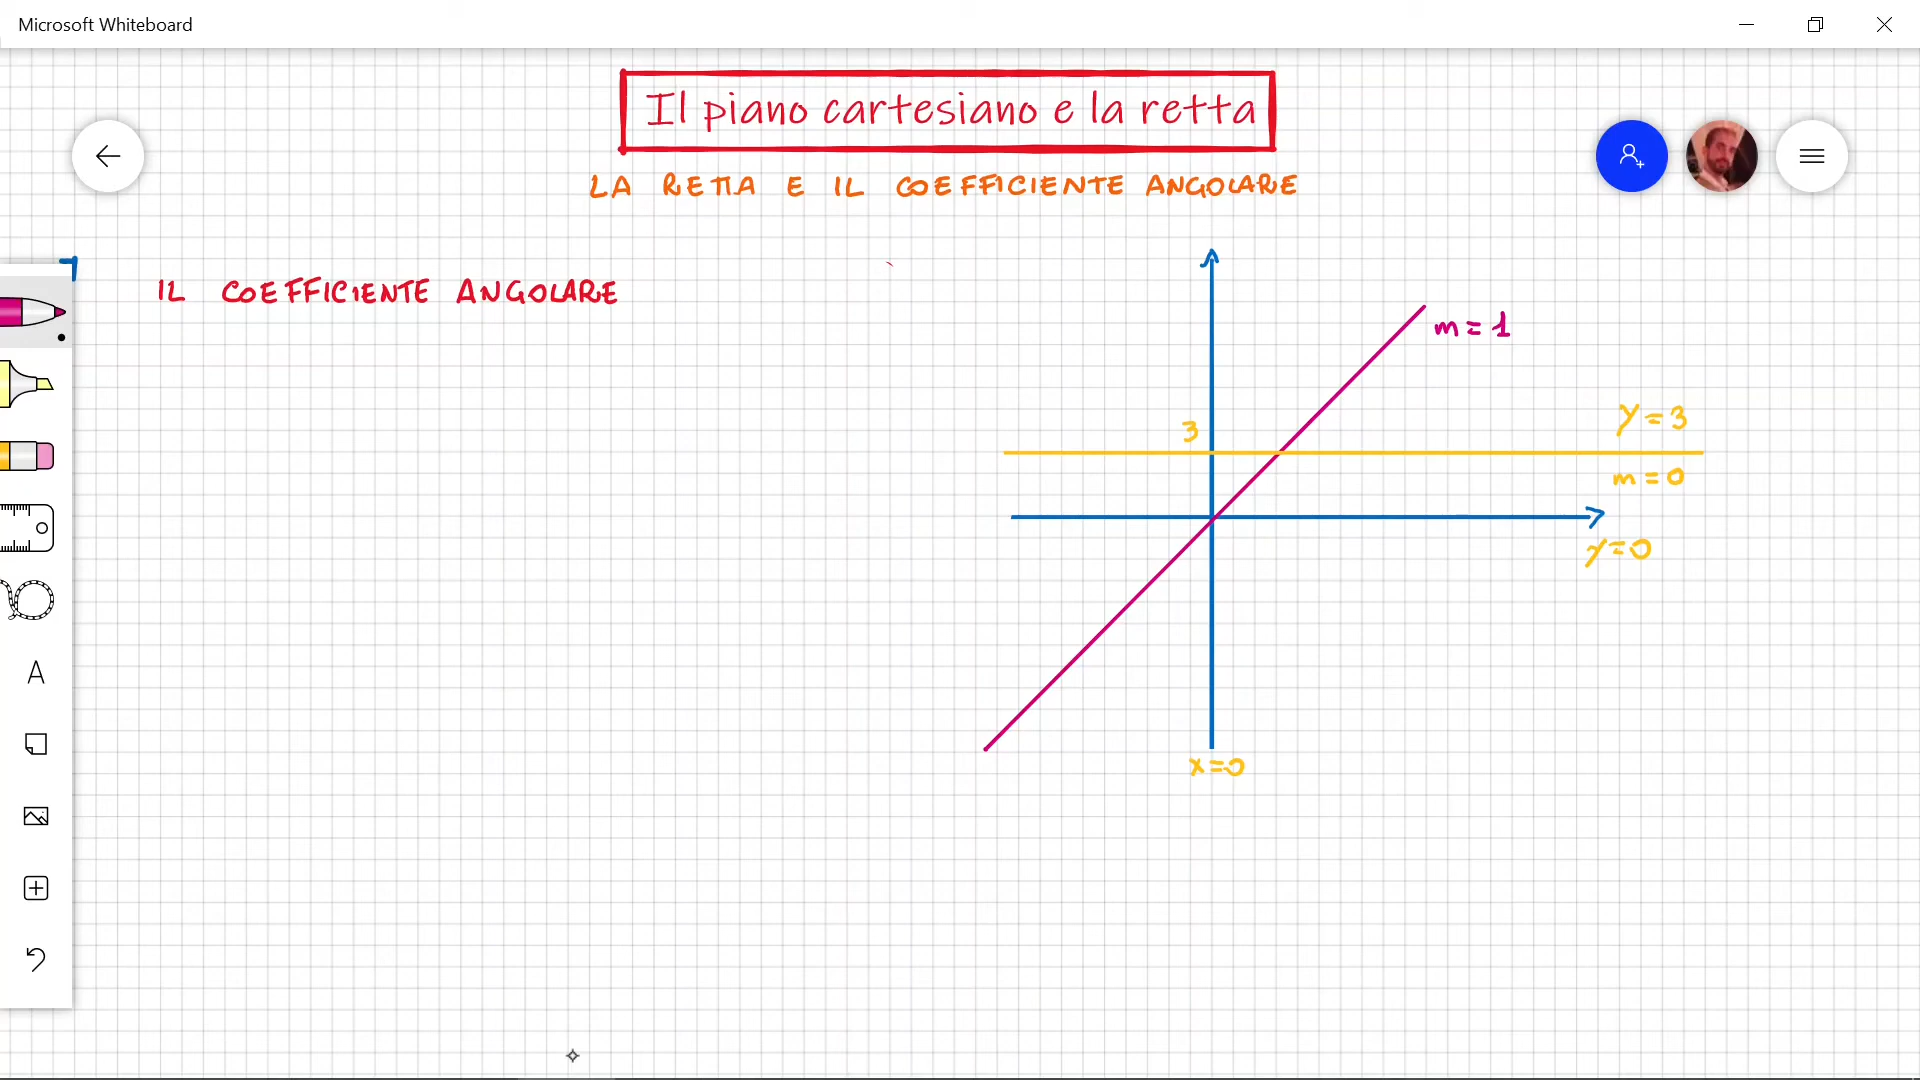 Microsoft Whiteboard
Il piano cartesiano e la retta
LA RETTA E IL COEFFICIENTE ANGOLARE
IL COEFFICIENTE ANGOLARE
m = 1
3
y = 3
m = 0
y = 0
x = 0
A